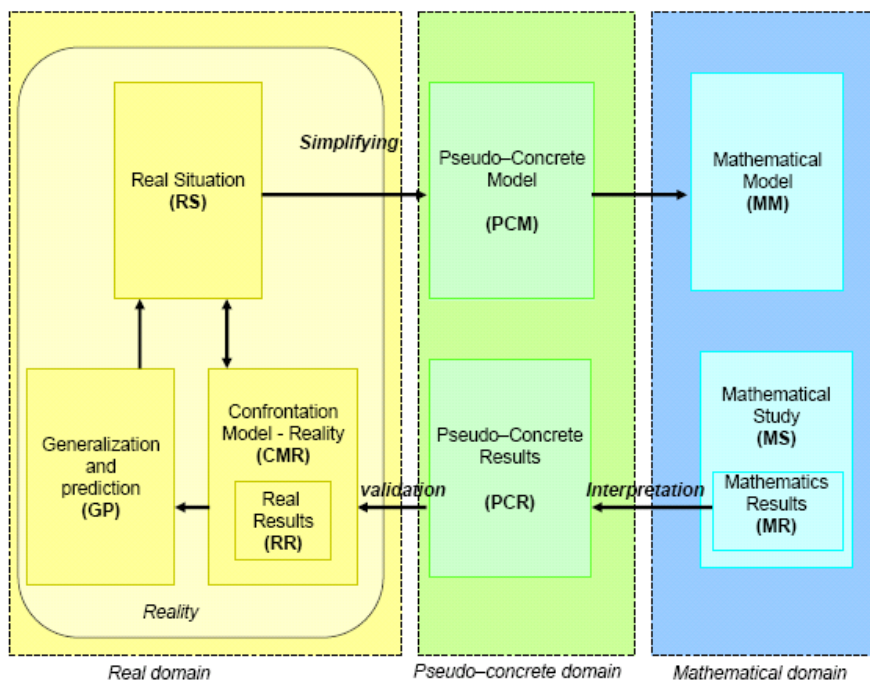 Simplifying
Real Situation
(RS)
Pseudo–Concrete
Model
(PCM)
Mathematical
Model
(MM)
Generalization
and
prediction
(GP)
Confrontation
Model - Reality
(CMR)
Real
Results
(RR)
validation
Pseudo–Concrete
Results
(PCR)
Interpretation
Mathematical
Study
(MS)
Mathematics
Results
(MR)
Reality
Real domain
Pseudo–concrete domain
Mathematical domain